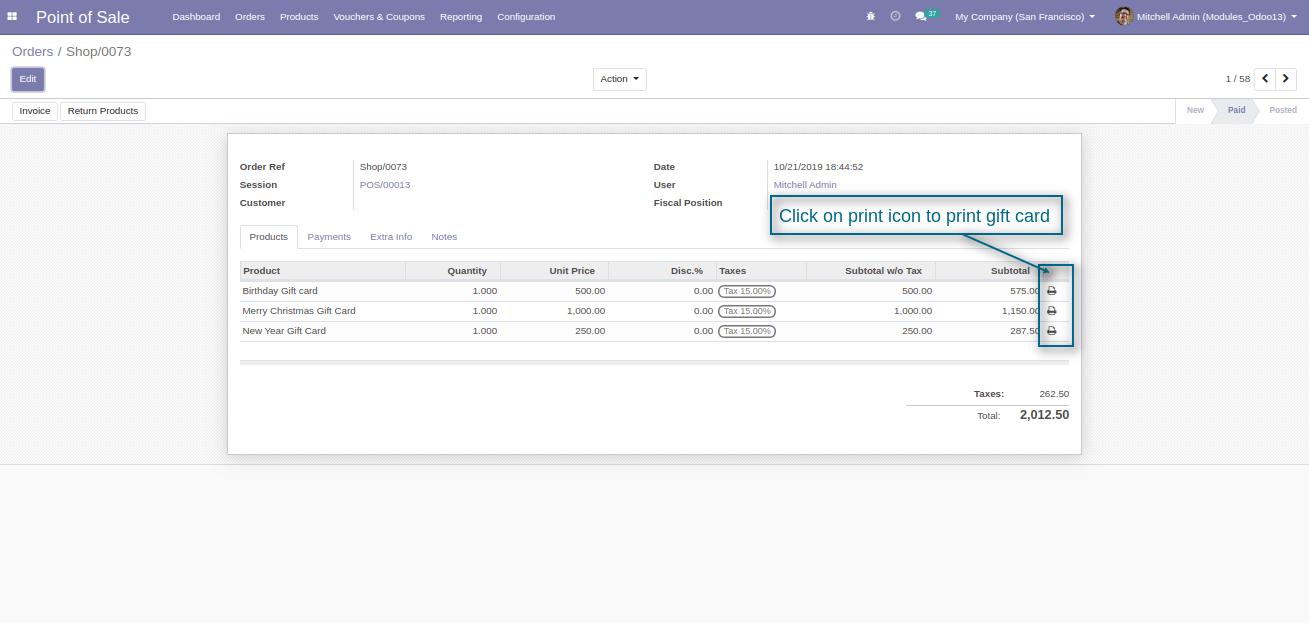 Point of Sale Dashboard Orders Products Vouchers & Coupons Reporting Configuration 37 My Company (San Francisco) Mitchell Admin (Modules_Odoo13)
Orders / Shop/0073
Edit Action 1 / 58
Invoice Return Products New Paid Posted
Order Ref Shop/0073 Date 10/21/2019 18:44:52
Session POS/00013 User Mitchell Admin
Customer Fiscal Position
Click on print icon to print gift card
Products Payments Extra Info Notes
Product Quantity Unit Price Disc.% Taxes Subtotal w/o Tax Subtotal
Birthday Gift card 1.000 500.00 0.00 Tax 15.00% 500.00 575.00
Merry Christmas Gift Card 1.000 1,000.00 0.00 Tax 15.00% 1,000.00 1,150.00
New Year Gift Card 1.000 250.00 0.00 Tax 15.00% 250.00 287.50
Taxes: 262.50
Total: 2,012.50